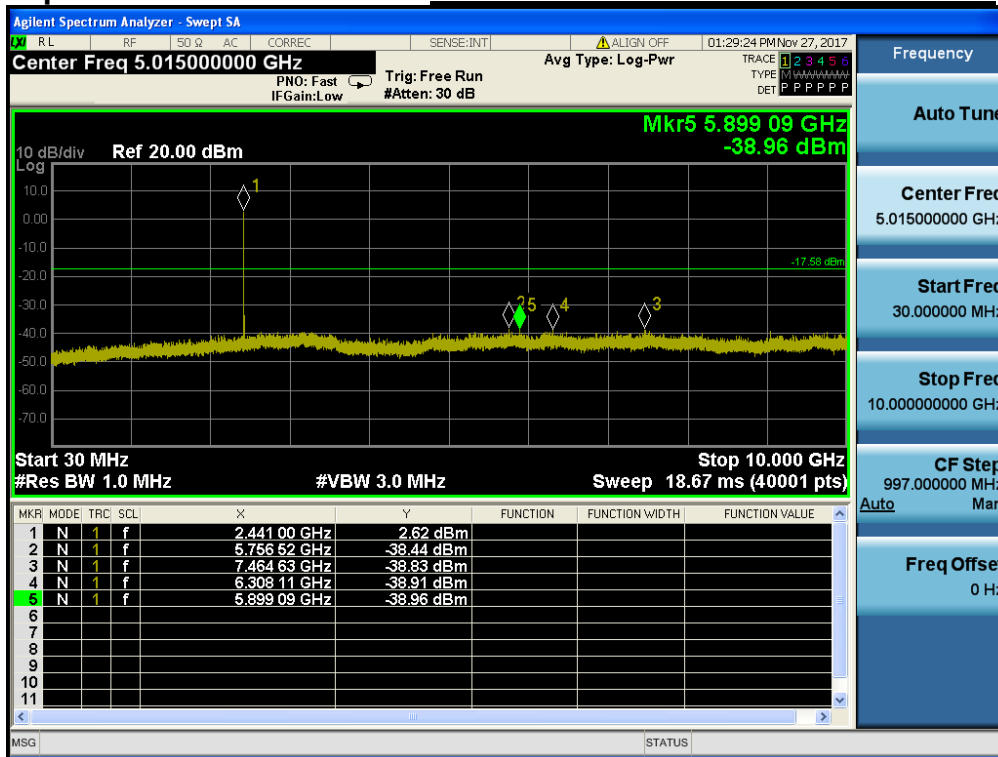 Agilent Spectrum Analyzer - Swept SA
LXI RL RF 50 Ω AC CORREC SENSE:INT ALIGN OFF 01:29:24 PM Nov 27, 2017
Center Freq 5.015000000 GHz
PNO: Fast
IFGain:Low
Trig: Free Run
#Atten: 30 dB
Avg Type: Log-Pwr
TRACE 1 2 3 4 5 6
TYPE M W W W W W
DET P P P P P P
Mkr5 5.899 09 GHz
-38.96 dBm
10 dB/div Ref 20.00 dBm
Log
10.0
0.00
-10.0
-20.0
-30.0
-40.0
-50.0
-60.0
-70.0
1
-17.58 dBm
2 5 4 3
Start 30 MHz Stop 10.000 GHz
#Res BW 1.0 MHz #VBW 3.0 MHz Sweep 18.67 ms (40001 pts)
MKR MODE TRC SCL X Y FUNCTION FUNCTION WIDTH FUNCTION VALUE
1 N 1 f 2.441 00 GHz 2.62 dBm
2 N 1 f 5.756 52 GHz -38.44 dBm
3 N 1 f 7.464 63 GHz -38.83 dBm
4 N 1 f 6.308 11 GHz -38.91 dBm
5 N 1 f 5.899 09 GHz -38.96 dBm
6
7
8
9
10
11
MSG STATUS
Frequency
Auto Tune
Center Freq
5.015000000 GHz
Start Freq
30.000000 MHz
Stop Freq
10.000000000 GHz
CF Step
997.000000 MHz
Auto Man
Freq Offset
0 Hz